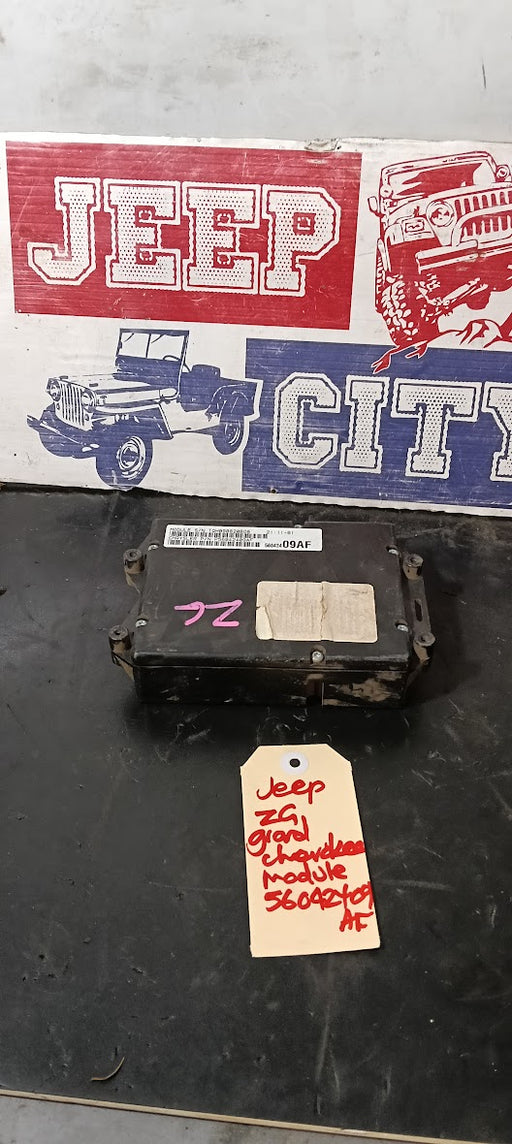 JEEP
CITY
56042409AF
ZG
Jeep
ZG
grand
cherokee
module
56042409
AF